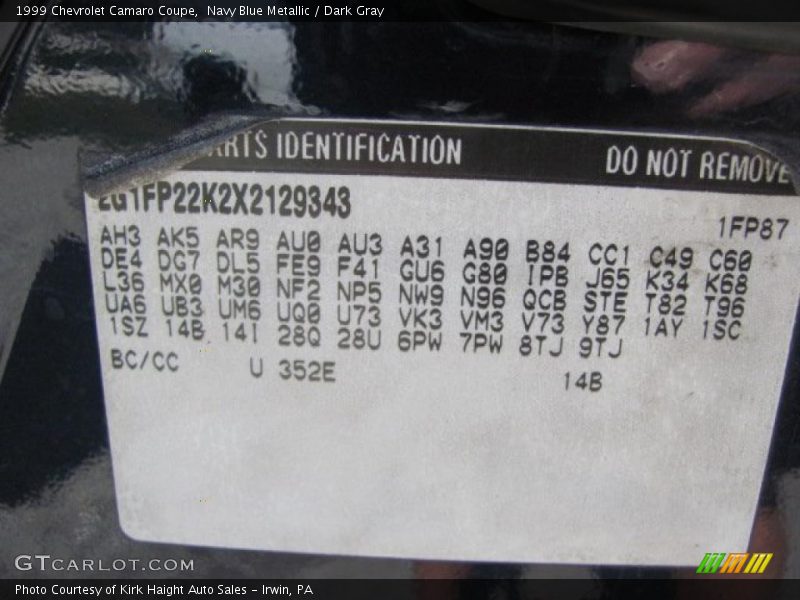 1999 Chevrolet Camaro Coupe, Navy Blue Metallic / Dark Gray
PARTS IDENTIFICATION DO NOT REMOVE
2G1FP22K2X2129343
1FP87
AH3 AK5 AR9 AU0 AU3 A31 A90 B84 CC1 C49 C60
DE4 DG7 DL5 FE9 F41 GU6 G80 IPB J65 K34 K68
L36 MX0 M30 NF2 NP5 NW9 N96 QCB STE T82 T96
UA6 UB3 UM6 UQ0 U73 VK3 VM3 V73 Y87 1AY 1SC
1SZ 14B 14I 28Q 28U 6PW 7PW 8TJ 9TJ
BC/CC U 352E 14B
GTCARLOT.COM
Photo Courtesy of Kirk Haight Auto Sales - Irwin, PA